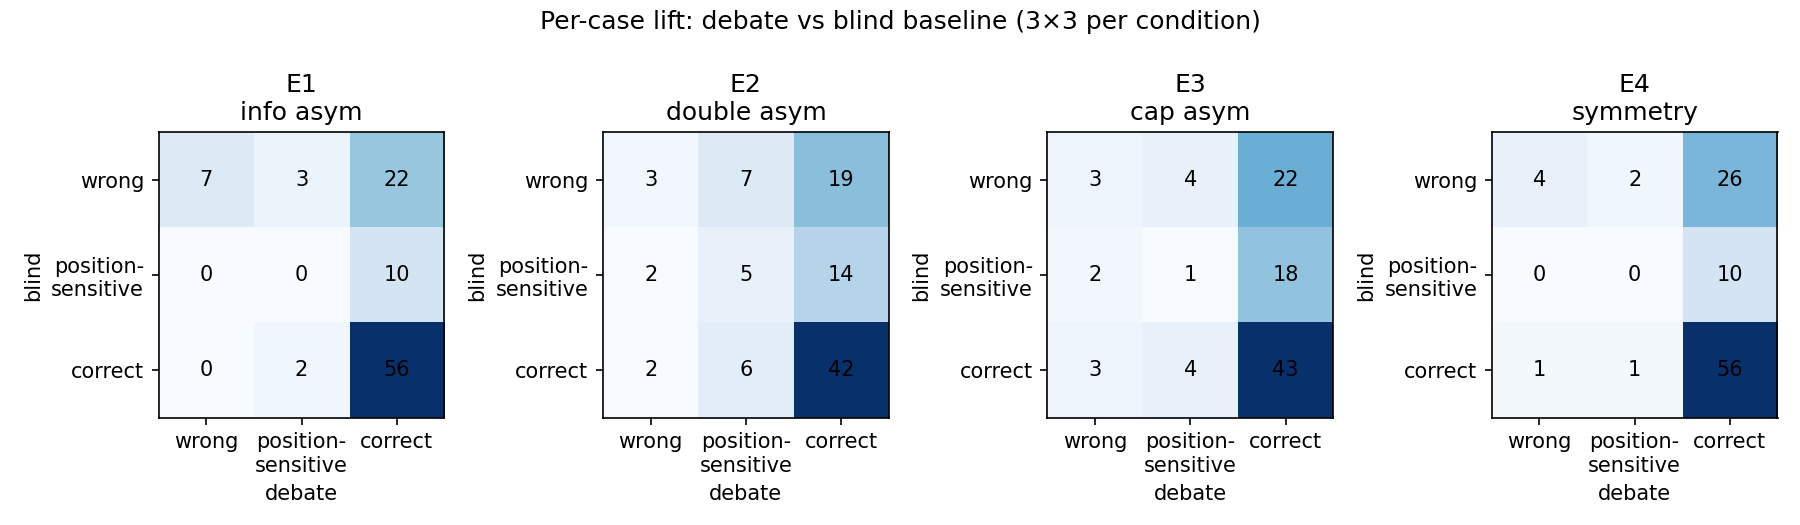 Per-case lift: debate vs blind baseline (3×3 per condition)
E1
info asym
wrong
position-
sensitive
correct
blind
7 3 22
0 0 10
0 2 56
wrong position- correct
sensitive
debate
E2
double asym
wrong
position-
sensitive
correct
blind
3 7 19
2 5 14
2 6 42
wrong position- correct
sensitive
debate
E3
cap asym
wrong
position-
sensitive
correct
blind
3 4 22
2 1 18
3 4 43
wrong position- correct
sensitive
debate
E4
symmetry
wrong
position-
sensitive
correct
blind
4 2 26
0 0 10
1 1 56
wrong position- correct
sensitive
debate